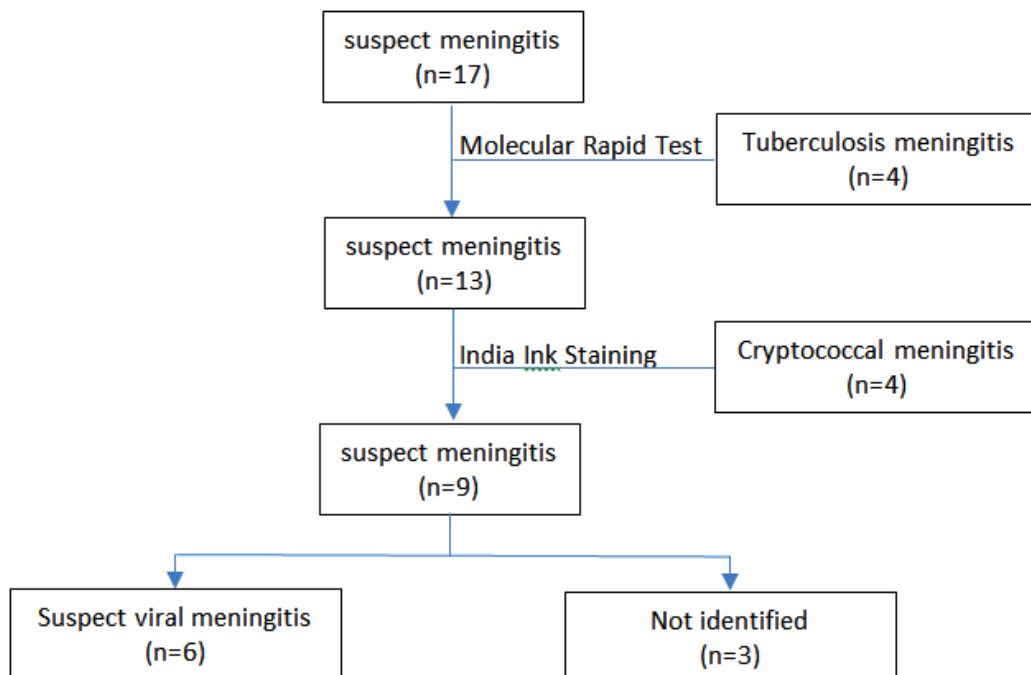 suspect meningitis
(n=17)
Molecular Rapid Test
Tuberculosis meningitis
(n=4)
suspect meningitis
(n=13)
India Ink Staining
Cryptococcal meningitis
(n=4)
suspect meningitis
(n=9)
Suspect viral meningitis
(n=6)
Not identified
(n=3)